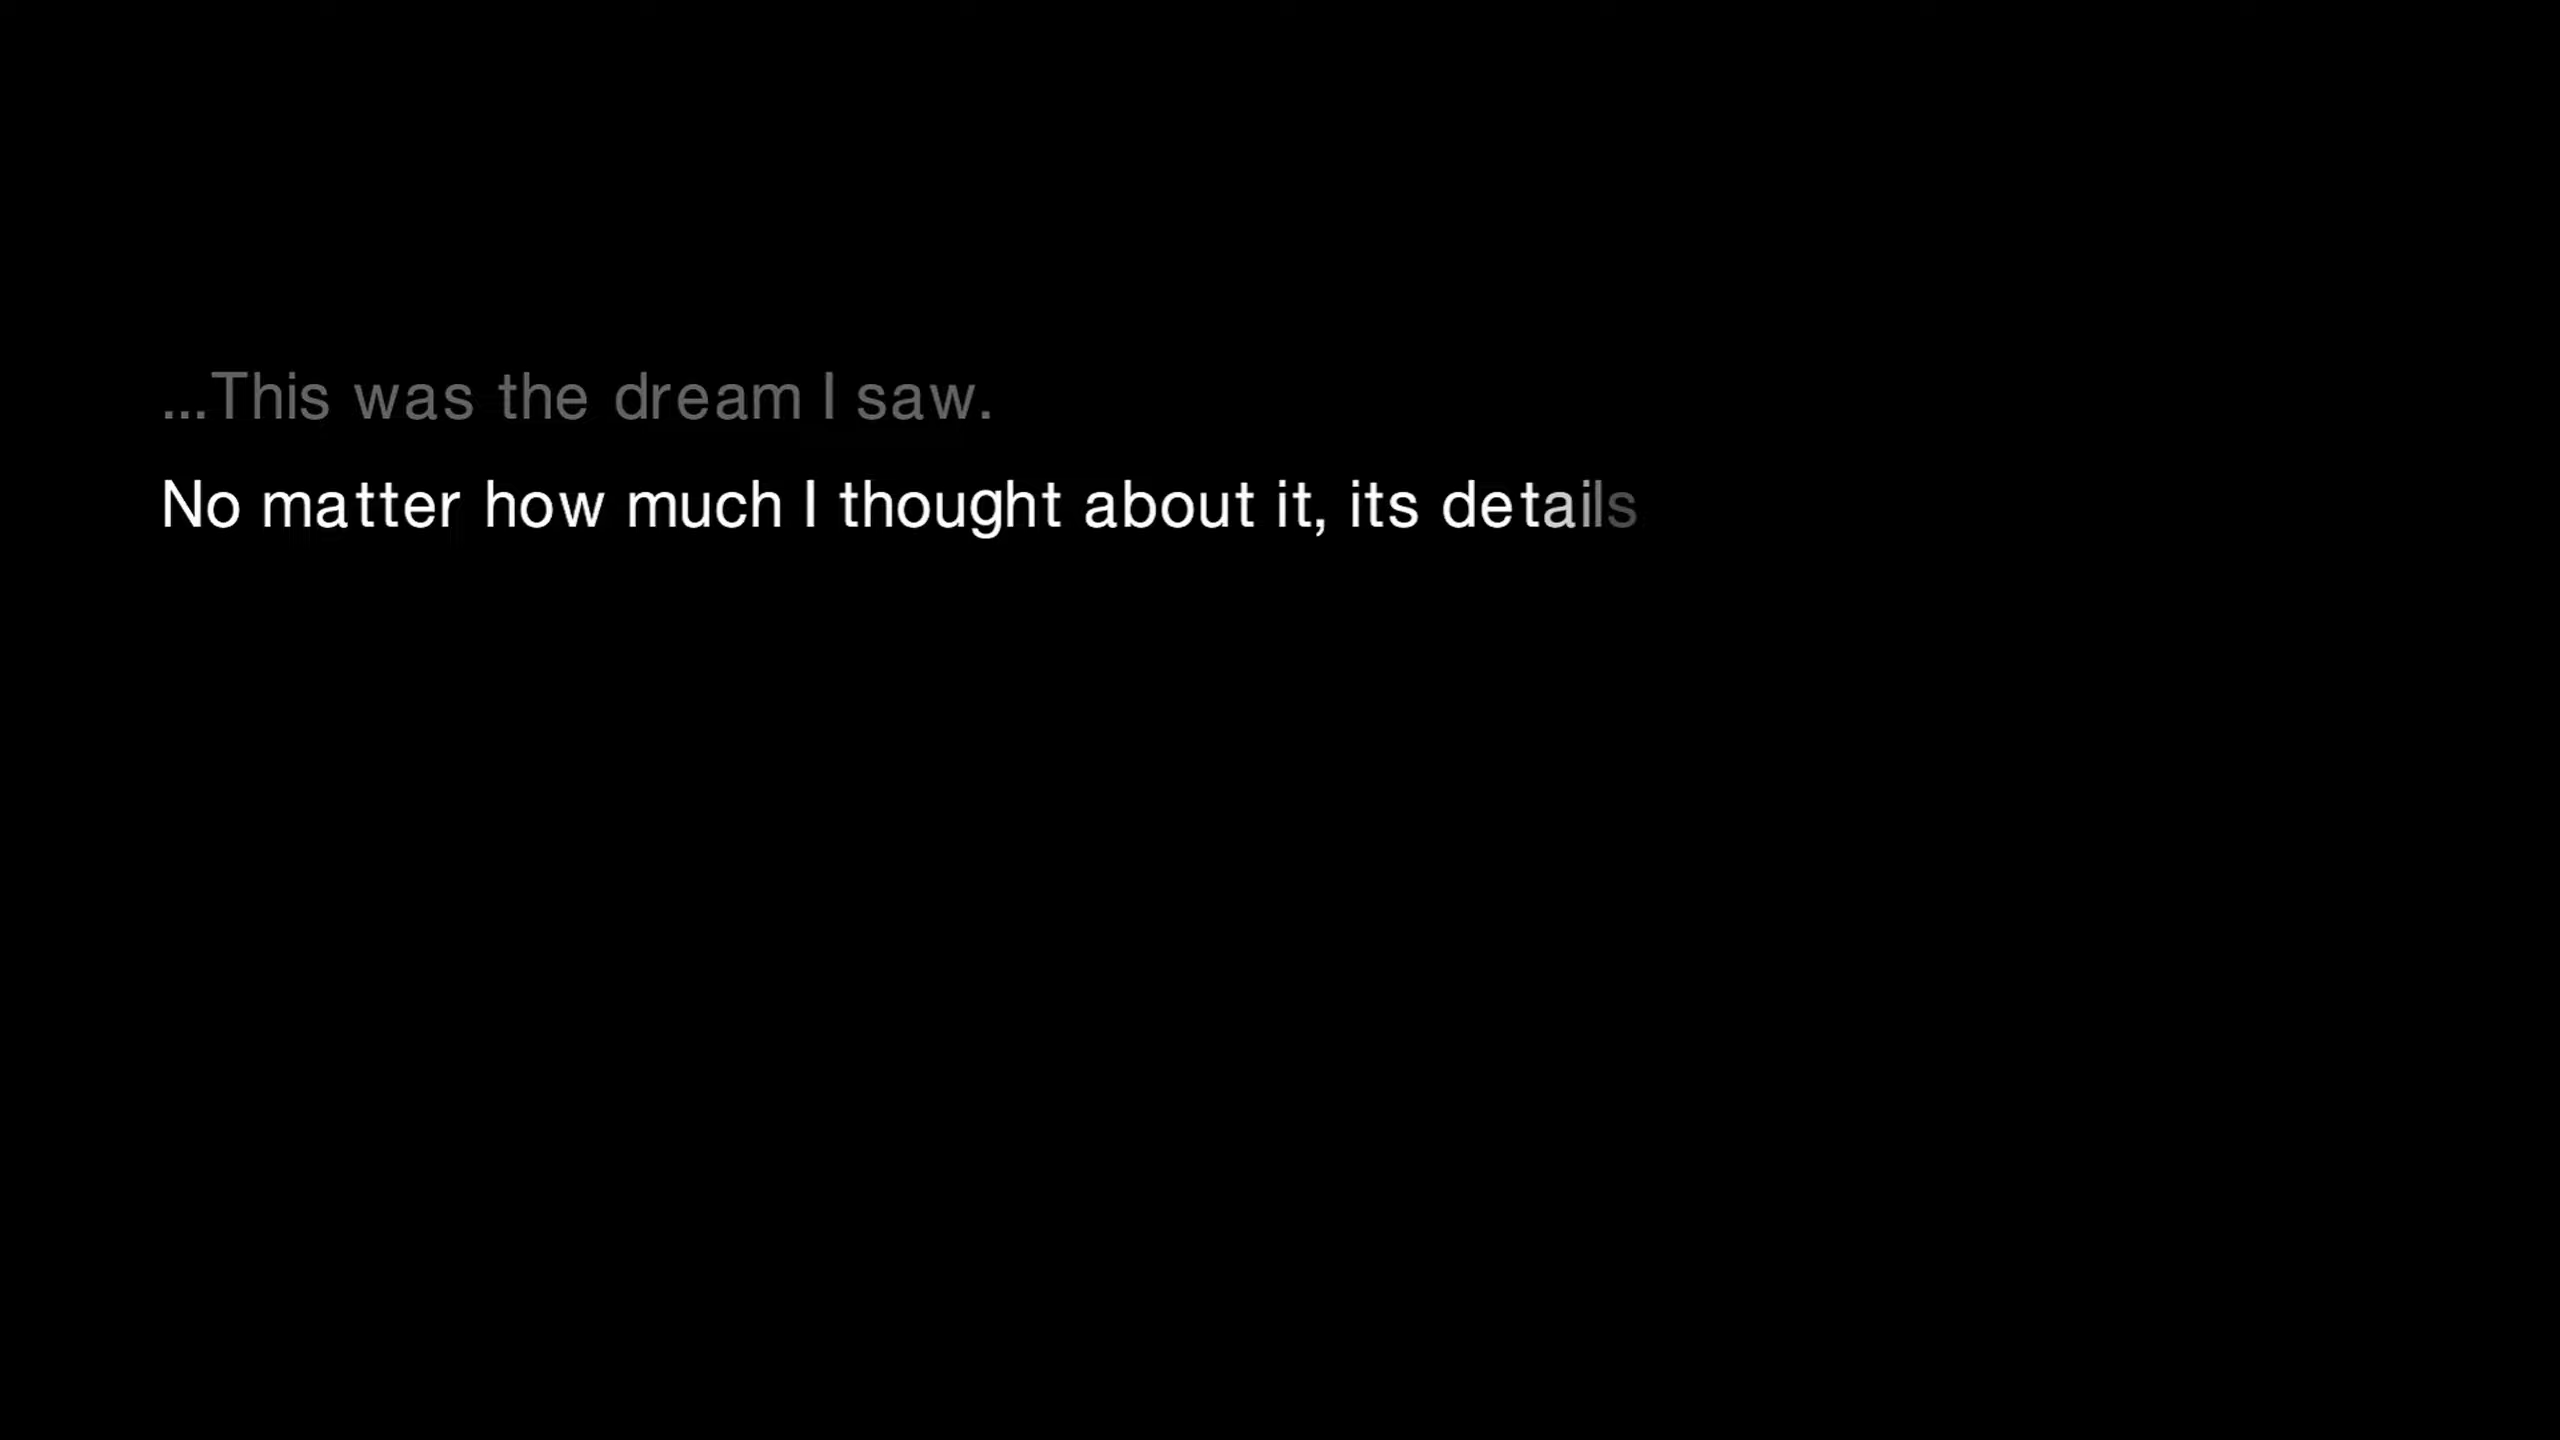 ...This was the dream I saw.
No matter how much I thought about it, its details